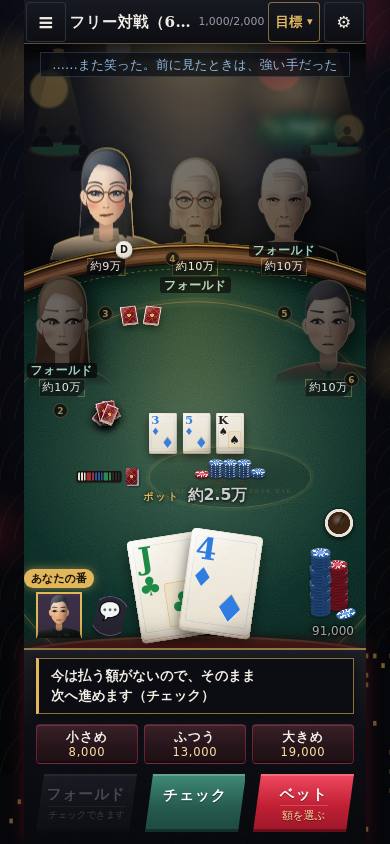 フリー対戦（6… 1,000/2,000 目標 ▾
……また笑った。前に見たときは、強い手だった
D
約9万
4 約10万
フォールド
フォールド
約10万
3
5
フォールド
約10万
2
約10万 6
3 5 K
ポット 約2.5万
J 4
あなたの番
91,000
今は払う額がないので、そのまま
次へ進めます（チェック）
小さめ
8,000
ふつう
13,000
大きめ
19,000
フォールド
チェックできます
チェック
ベット
額を選ぶ